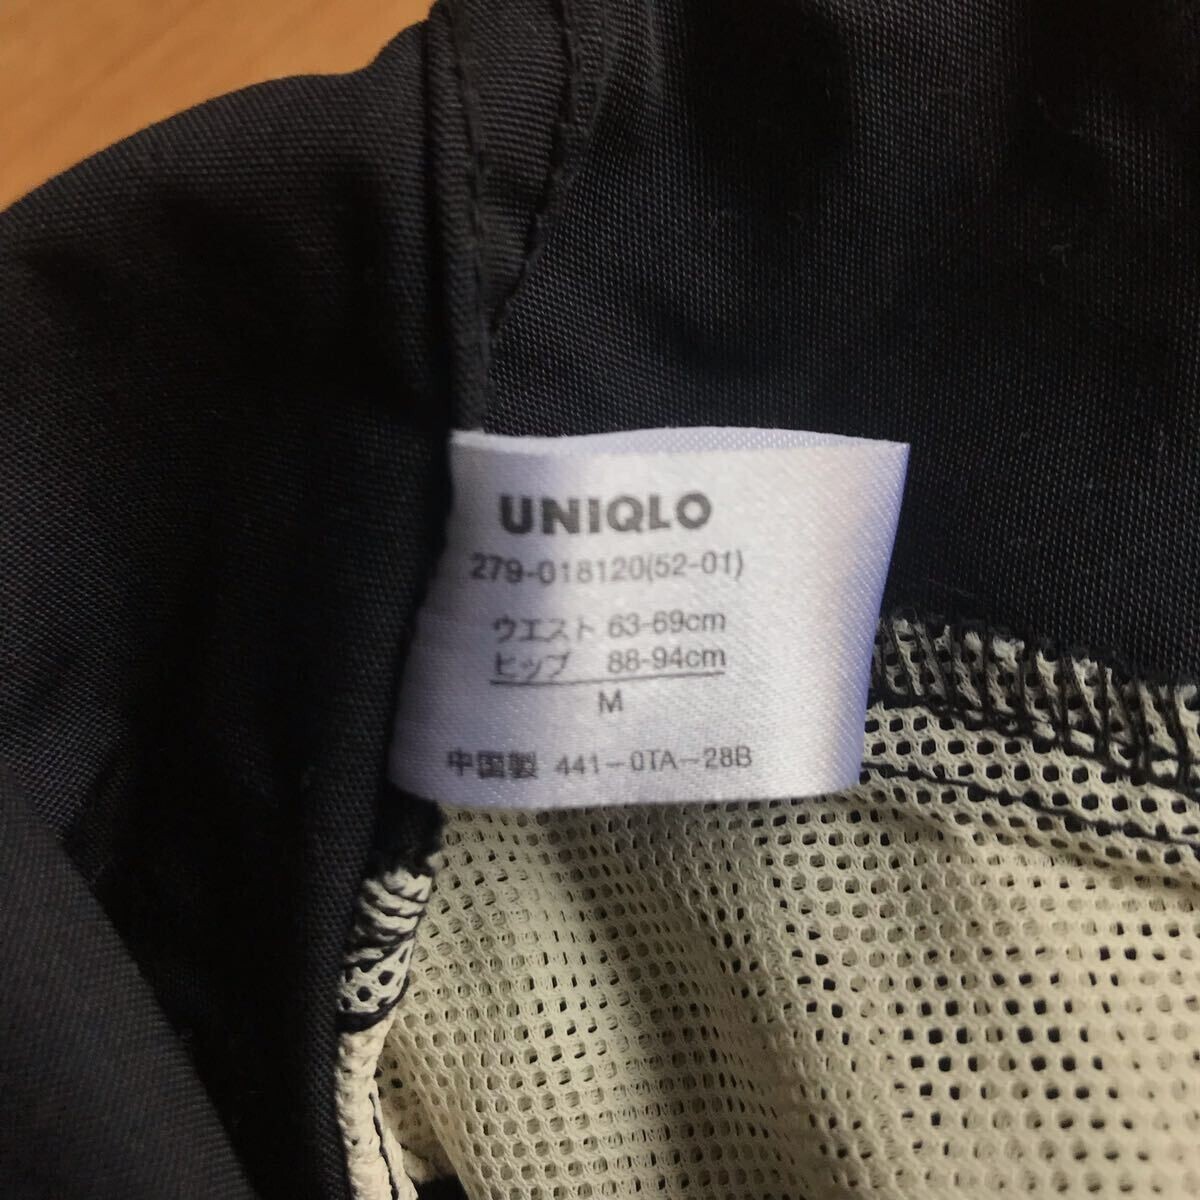 UNIQLO
279-018120(52-01)
ウエスト 63-69cm
ヒップ 88-94cm
M
中国製 441-0TA-28B